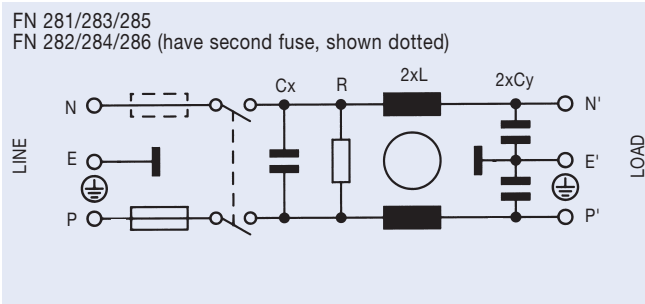 FN 281/283/285
FN 282/284/286 (have second fuse, shown dotted)
Cx R 2xL 2xCy
N N'
LINE E E' LOAD
P P'